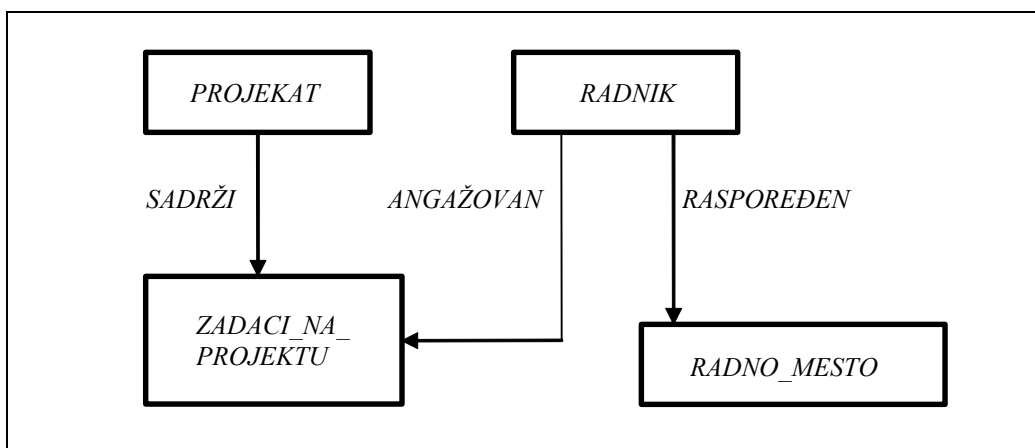 PROJEKAT
RADNIK
SADRŽI
ANGAŽOVAN
RASPOREĐEN
ZADACI_NA_
PROJEKTU
RADNO_MESTO